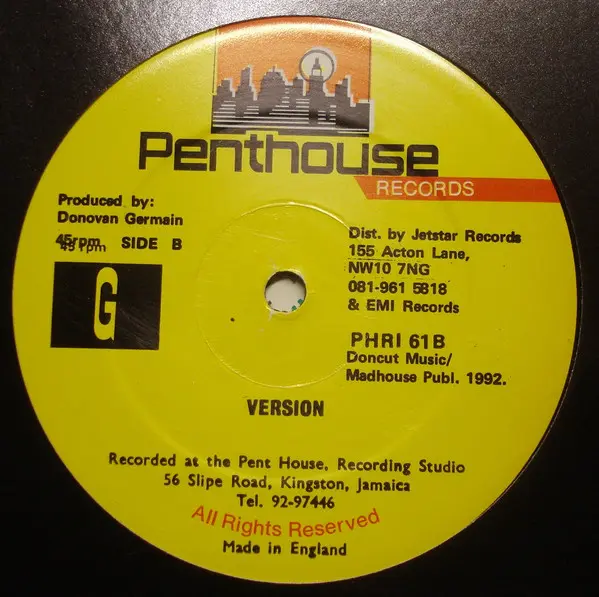 Penthouse
RECORDS
Produced by:
Donovan Germain
45rpm SIDE B
G
Dist. by Jetstar Records
155 Acton Lane,
NW10 7NG
081-961 5818
& EMI Records
PHRI 61B
Doncut Music/
Madhouse Publ. 1992.
VERSION
Recorded at the Pent House, Recording Studio
56 Slipe Road, Kingston, Jamaica
Tel. 92-97446
All Rights Reserved
Made in England